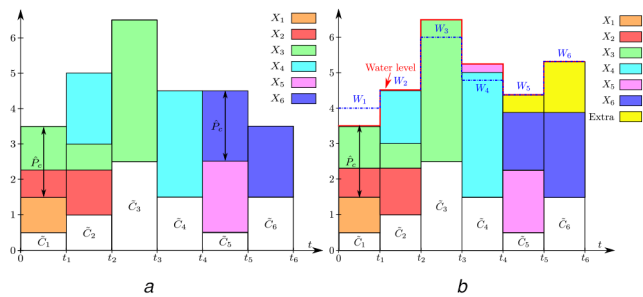 X₁
X₂
X₃
X₄
X₅
X₆
6
5
4
3
2
1
0
P̃ₑ
P̃ₑ
C̃₁
C̃₂
C̃₃
C̃₄
C̃₅
C̃₆
0 t₁ t₂ t₃ t₄ t₅ t₆ t
a
X₁
X₂
X₃
X₄
X₅
X₆
Extra
6
5
4
3
2
1
0
W₁
W₂
W₃
W₄
W₅
W₆
Water level
P̃ₑ
C̃₁
C̃₂
C̃₃
C̃₄
C̃₅
C̃₆
0 t₁ t₂ t₃ t₄ t₅ t₆ t
b